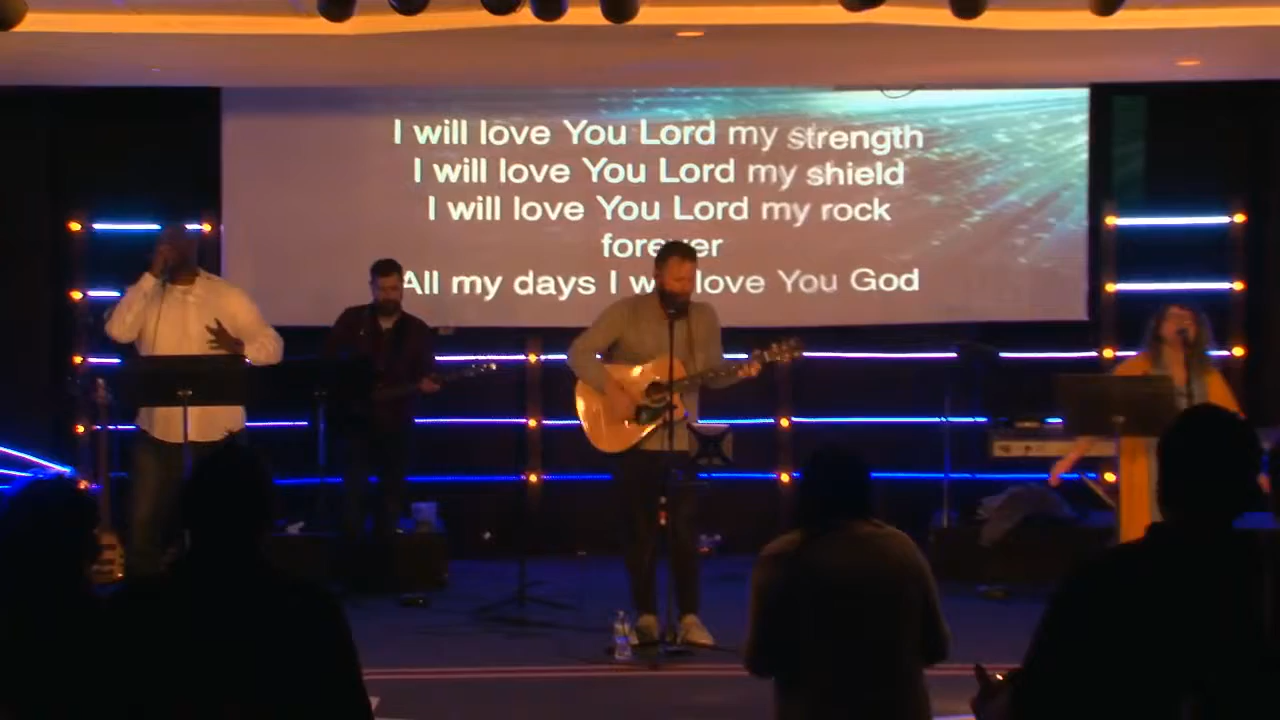 I will love You Lord my strength
I will love You Lord my shield
I will love You Lord my rock
forever
All my days I will love You God